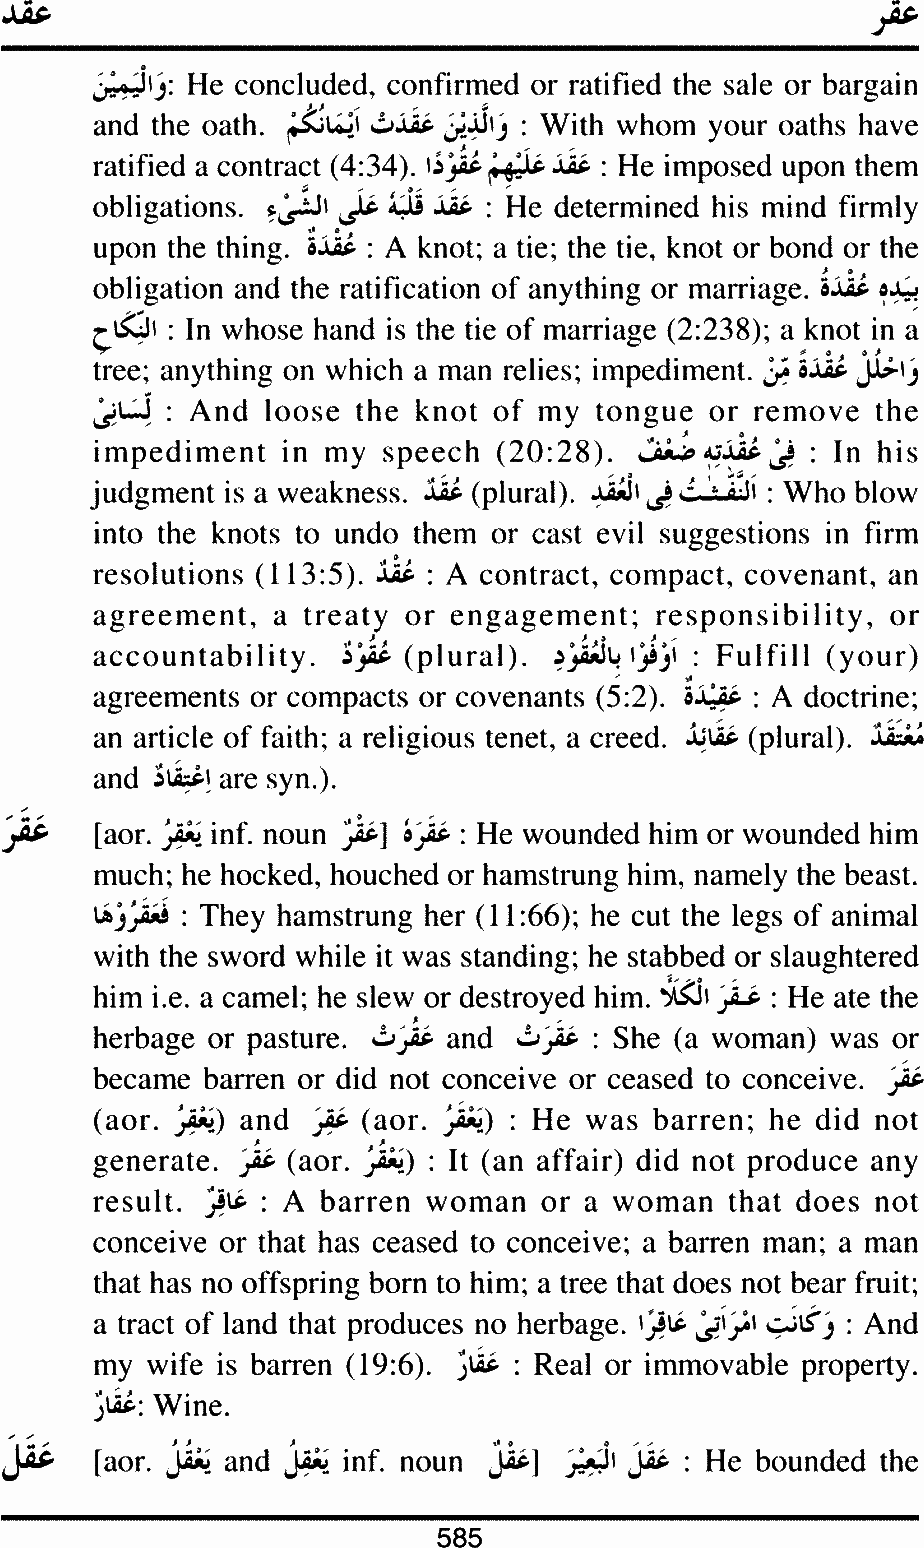 عقد عقر
وَالْيَمِيْنَ: He concluded, confirmed or ratified the sale or bargain
and the oath. وَالَّذِيْنَ عَقَدَتْ اَيْمَانُكُمْ : With whom your oaths have
ratified a contract (4:34). عَقَدَ عَلَيْهِمْ عُقُوْدًا : He imposed upon them
obligations. عَقَدَ قَلْبَهٗ عَلَى الشَّيْءِ : He determined his mind firmly
upon the thing. عُقْدَةٌ : A knot; a tie; the tie, knot or bond or the
obligation and the ratification of anything or marriage. بِيَدِهٖ عُقْدَةُ
النِّكَاحِ : In whose hand is the tie of marriage (2:238); a knot in a
tree; anything on which a man relies; impediment. وَاحْلُلْ عُقْدَةً مِّنْ
لِّسَانِيْ : And loose the knot of my tongue or remove the
impediment in my speech (20:28). فِيْ عُقْدَتِهٖ ضَعْفٌ : In his
judgment is a weakness. عُقَدٌ (plural). اَلنَّفّٰثٰتِ فِى الْعُقَدِ : Who blow
into the knots to undo them or cast evil suggestions in firm
resolutions (113:5). عَقْدٌ : A contract, compact, covenant, an
agreement, a treaty or engagement; responsibility, or
accountability. عُقُوْدٌ (plural). اَوْفُوْا بِالْعُقُوْدِ : Fulfill (your)
agreements or compacts or covenants (5:2). عَقِيْدَةٌ : A doctrine;
an article of faith; a religious tenet, a creed. عَقَائِدُ (plural). مُعْتَقَدٌ
and اِعْتِقَادٌ are syn.).
عَقَرَ [aor. يَعْقِرُ inf. noun عَقْرٌ] عَقَرَهٗ : He wounded him or wounded him
much; he hocked, houched or hamstrung him, namely the beast.
فَعَقَرُوْهَا : They hamstrung her (11:66); he cut the legs of animal
with the sword while it was standing; he stabbed or slaughtered
him i.e. a camel; he slew or destroyed him. عَقَرَ الْكَلَأَ : He ate the
herbage or pasture. عَقُرَتْ and عَقَرَتْ : She (a woman) was or
became barren or did not conceive or ceased to conceive. عَقَرَ
(aor. يَعْقِرُ) and عَقِرَ (aor. يَعْقَرُ) : He was barren; he did not
generate. عَقُرَ (aor. يَعْقُرُ) : It (an affair) did not produce any
result. عَاقِرٌ : A barren woman or a woman that does not
conceive or that has ceased to conceive; a barren man; a man
that has no offspring born to him; a tree that does not bear fruit;
a tract of land that produces no herbage. وَكَانَتِ امْرَاَتِيْ عَاقِرًا : And
my wife is barren (19:6). عَقَارٌ : Real or immovable property.
عُقَارٌ: Wine.
عَقَلَ [aor. يَعْقُلُ and يَعْقِلُ inf. noun عَقْلٌ] عَقَلَ الْبَعِيْرَ : He bounded the
585